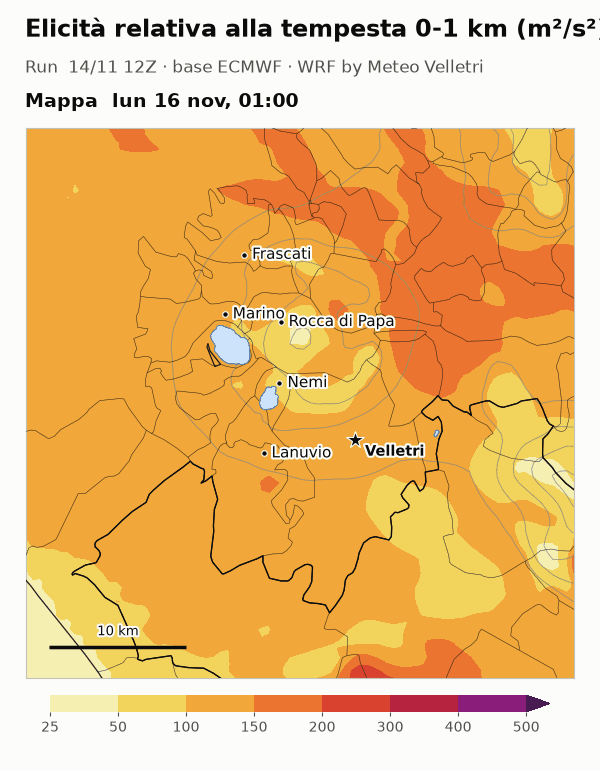 Elicità relativa alla tempesta 0-1 km (m²/s²)
Run 14/11 12Z · base ECMWF · WRF by Meteo Velletri
Mappa lun 16 nov, 01:00
Frascati
Marino
Rocca di Papa
Nemi
Velletri
Lanuvio
10 km
25 50 100 150 200 300 400 500